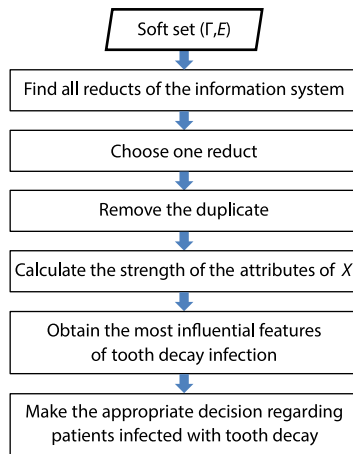 Soft set (Γ,E)
Find all reducts of the information system
Choose one reduct
Remove the duplicate
Calculate the strength of the attributes of X
Obtain the most influential features
of tooth decay infection
Make the appropriate decision regarding
patients infected with tooth decay